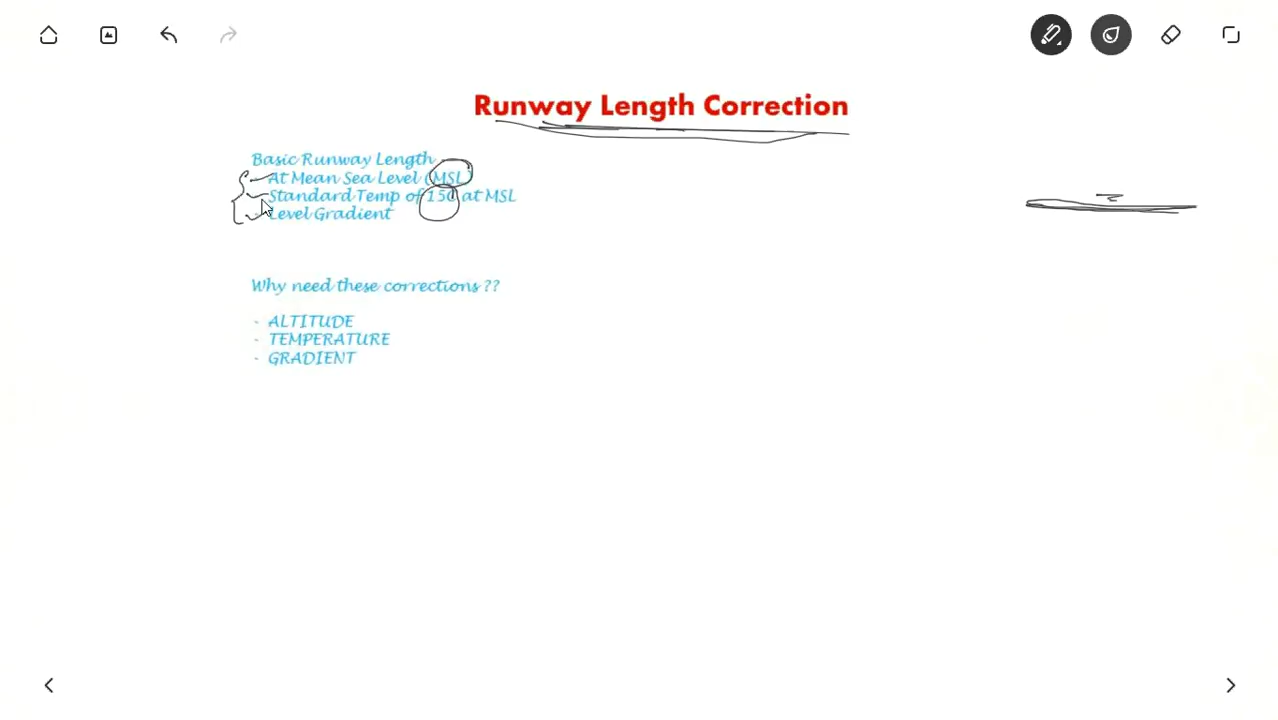 Runway Length Correction
Basic Runway Length
- At Mean Sea Level (MSL)
- Standard Temp of 150 at MSL
- Level Gradient
Why need these corrections ??
- ALTITUDE
- TEMPERATURE
- GRADIENT